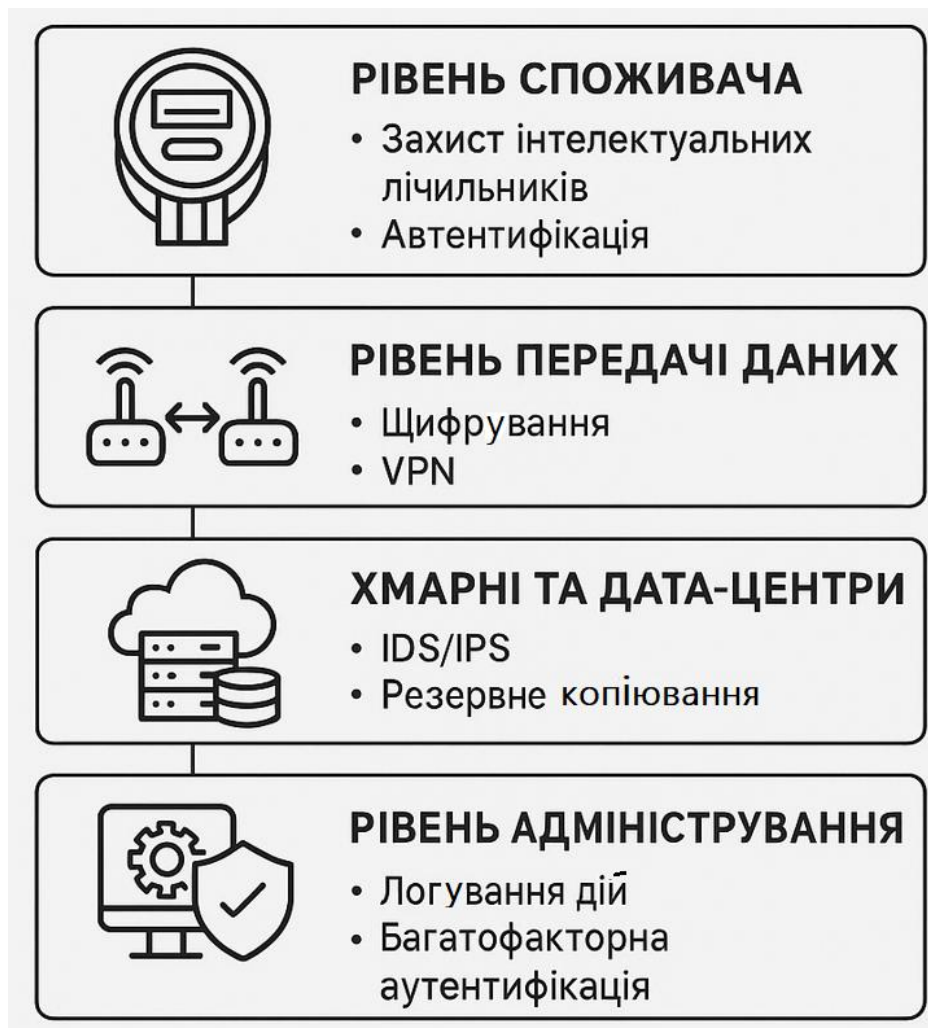 РІВЕНЬ СПОЖИВАЧА
• Захист інтелектуальних
лічильників
• Автентифікація
РІВЕНЬ ПЕРЕДАЧІ ДАНИХ
• Щифрування
• VPN
ХМАРНІ ТА ДАТА-ЦЕНТРИ
• IDS/IPS
• Резервне копіювання
РІВЕНЬ АДМІНІСТРУВАННЯ
• Логування дій
• Багатофакторна
аутентифікація